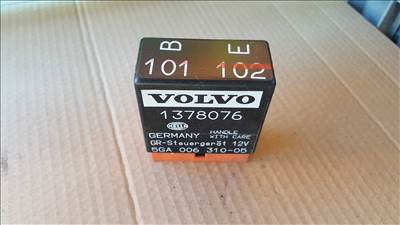 B E
101 102
VOLVO
1378076
GERMANY HANDLE WITH CARE
GR-Steuergerät 12V
5GA 006 310-05